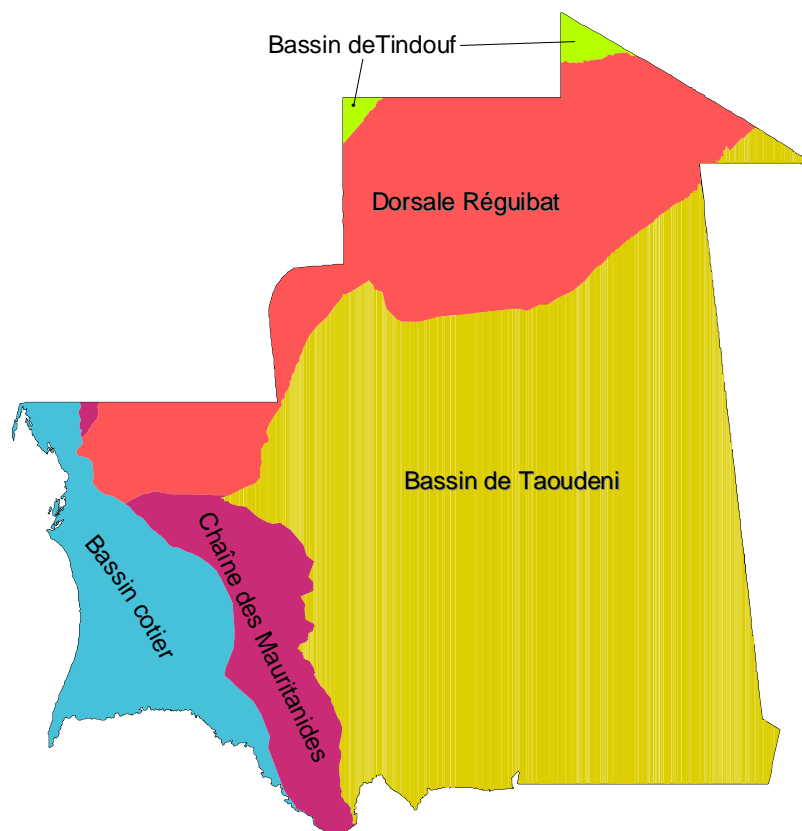 Bassin deTindouf
Dorsale Réguibat
Bassin de Taoudeni
Chaîne des Mauritanides
Bassin cotier